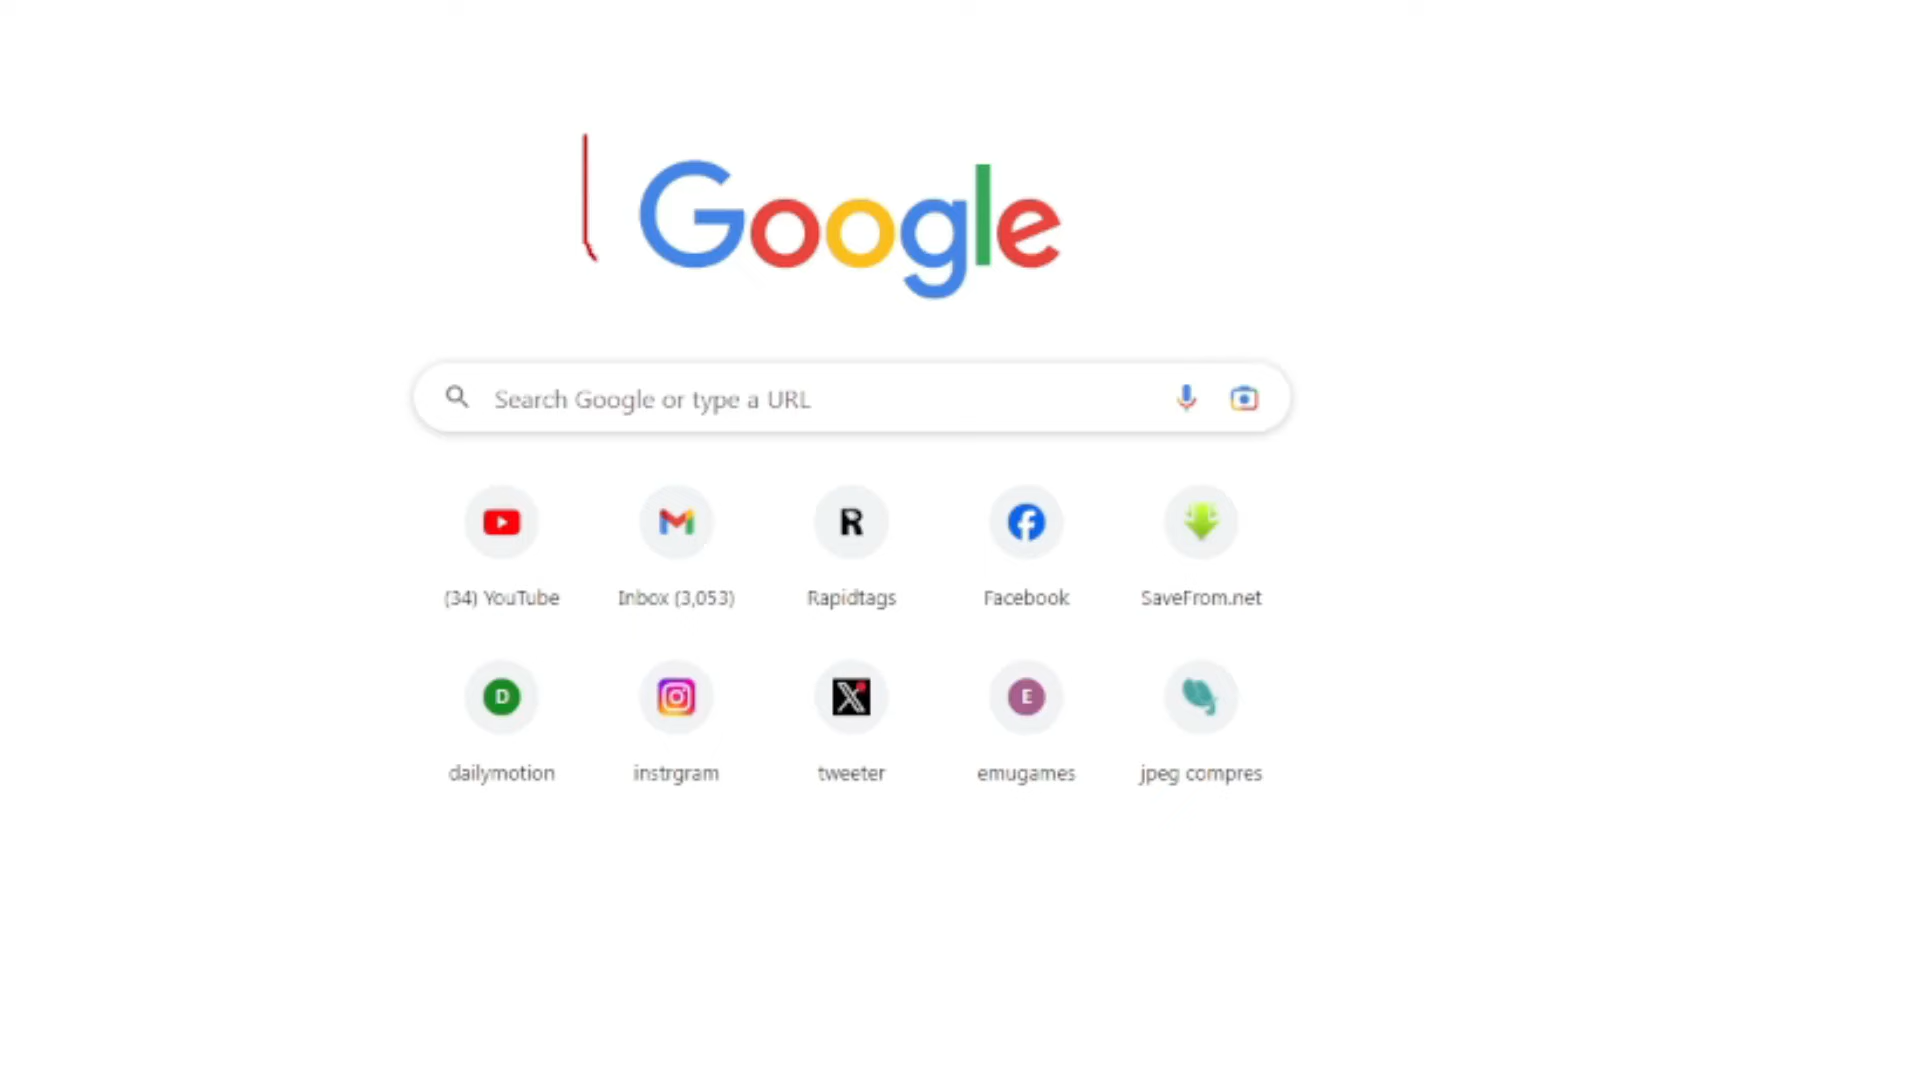 Google
Search Google or type a URL
(34) YouTube
Inbox (3,053)
R
Rapidtags
Facebook
SaveFrom.net
D
dailymotion
instrgram
tweeter
E
emugames
jpeg compres